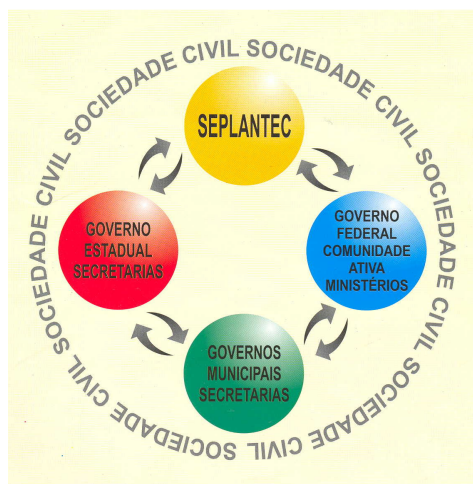 SOCIEDADE CIVIL SOCIEDADE CIVIL SOCIEDADE CIVIL SOCIEDADE CIVIL SOCIEDADE CIVIL SOCIEDADE CIVIL
SEPLANTEC
GOVERNO
ESTADUAL
SECRETARIAS
GOVERNO
FEDERAL
COMUNIDADE
ATIVA
MINISTÉRIOS
GOVERNOS
MUNICIPAIS
SECRETARIAS